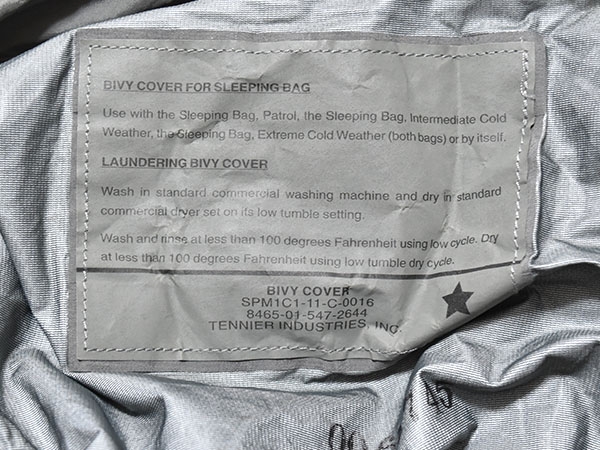 BIVY COVER FOR SLEEPING BAG
Use with the Sleeping Bag, Patrol, the Sleeping Bag, Intermediate Cold
Weather, the Sleeping Bag, Extreme Cold Weather (both bags) or by itself.
LAUNDERING BIVY COVER
Wash in standard commercial washing machine and dry in standard
commercial dryer set on its low tumble setting.
Wash and rinse at less than 100 degrees Fahrenheit using low cycle. Dry
at less than 100 degrees Fahrenheit using low tumble dry cycle.
BIVY COVER
SPM1C1-11-C-0016
8465-01-547-2644
TENNIER INDUSTRIES, INC.
45